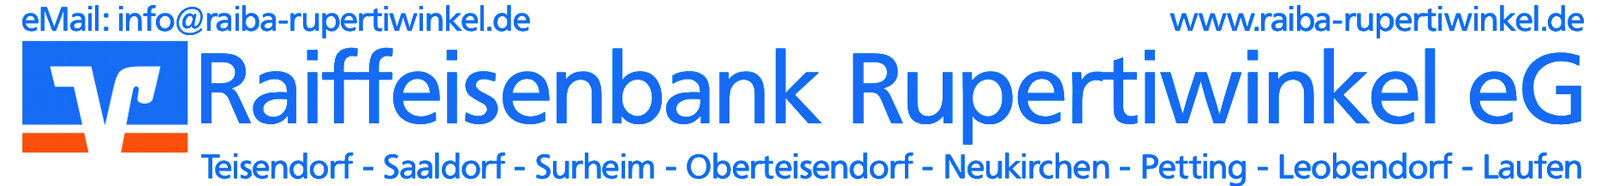 eMail: info@raiba-rupertiwinkel.de www.raiba-rupertiwinkel.de
Raiffeisenbank Rupertiwinkel eG
Teisendorf - Saaldorf - Surheim - Oberteisendorf - Neukirchen - Petting - Leobendorf - Laufen